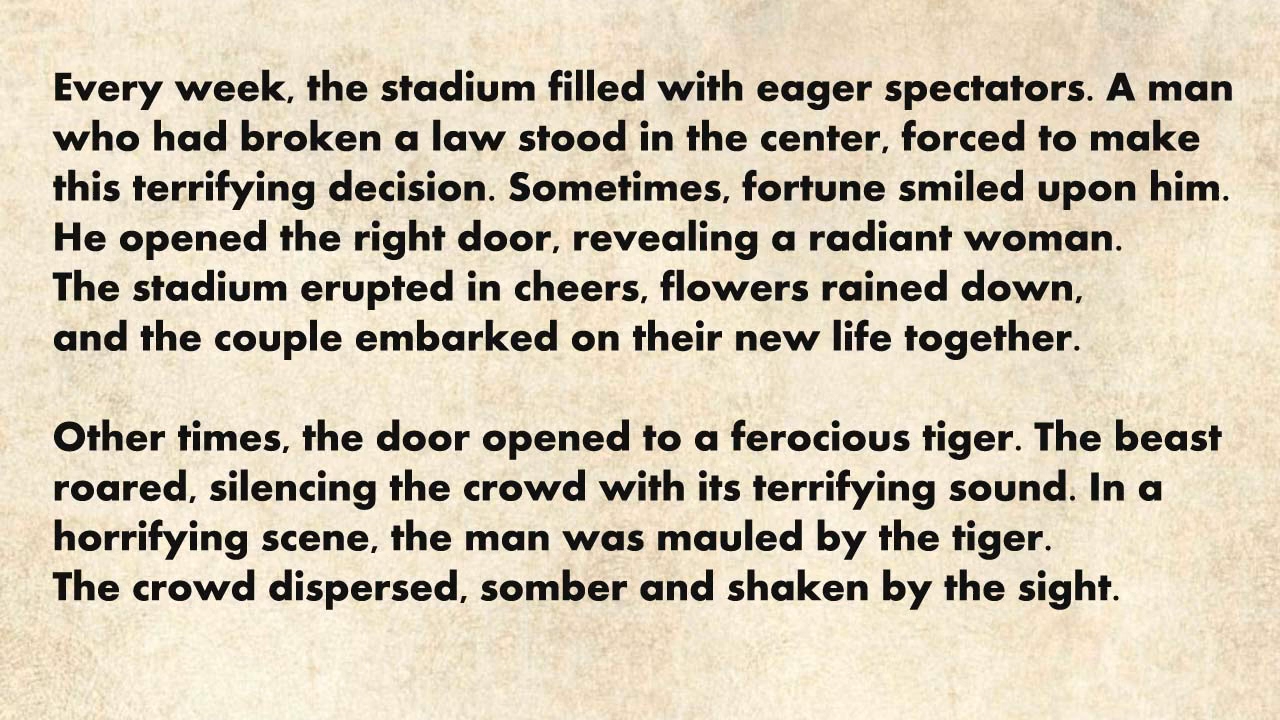 Every week, the stadium filled with eager spectators. A man
who had broken a law stood in the center, forced to make
this terrifying decision. Sometimes, fortune smiled upon him.
He opened the right door, revealing a radiant woman.
The stadium erupted in cheers, flowers rained down,
and the couple embarked on their new life together.
Other times, the door opened to a ferocious tiger. The beast
roared, silencing the crowd with its terrifying sound. In a
horrifying scene, the man was mauled by the tiger.
The crowd dispersed, somber and shaken by the sight.